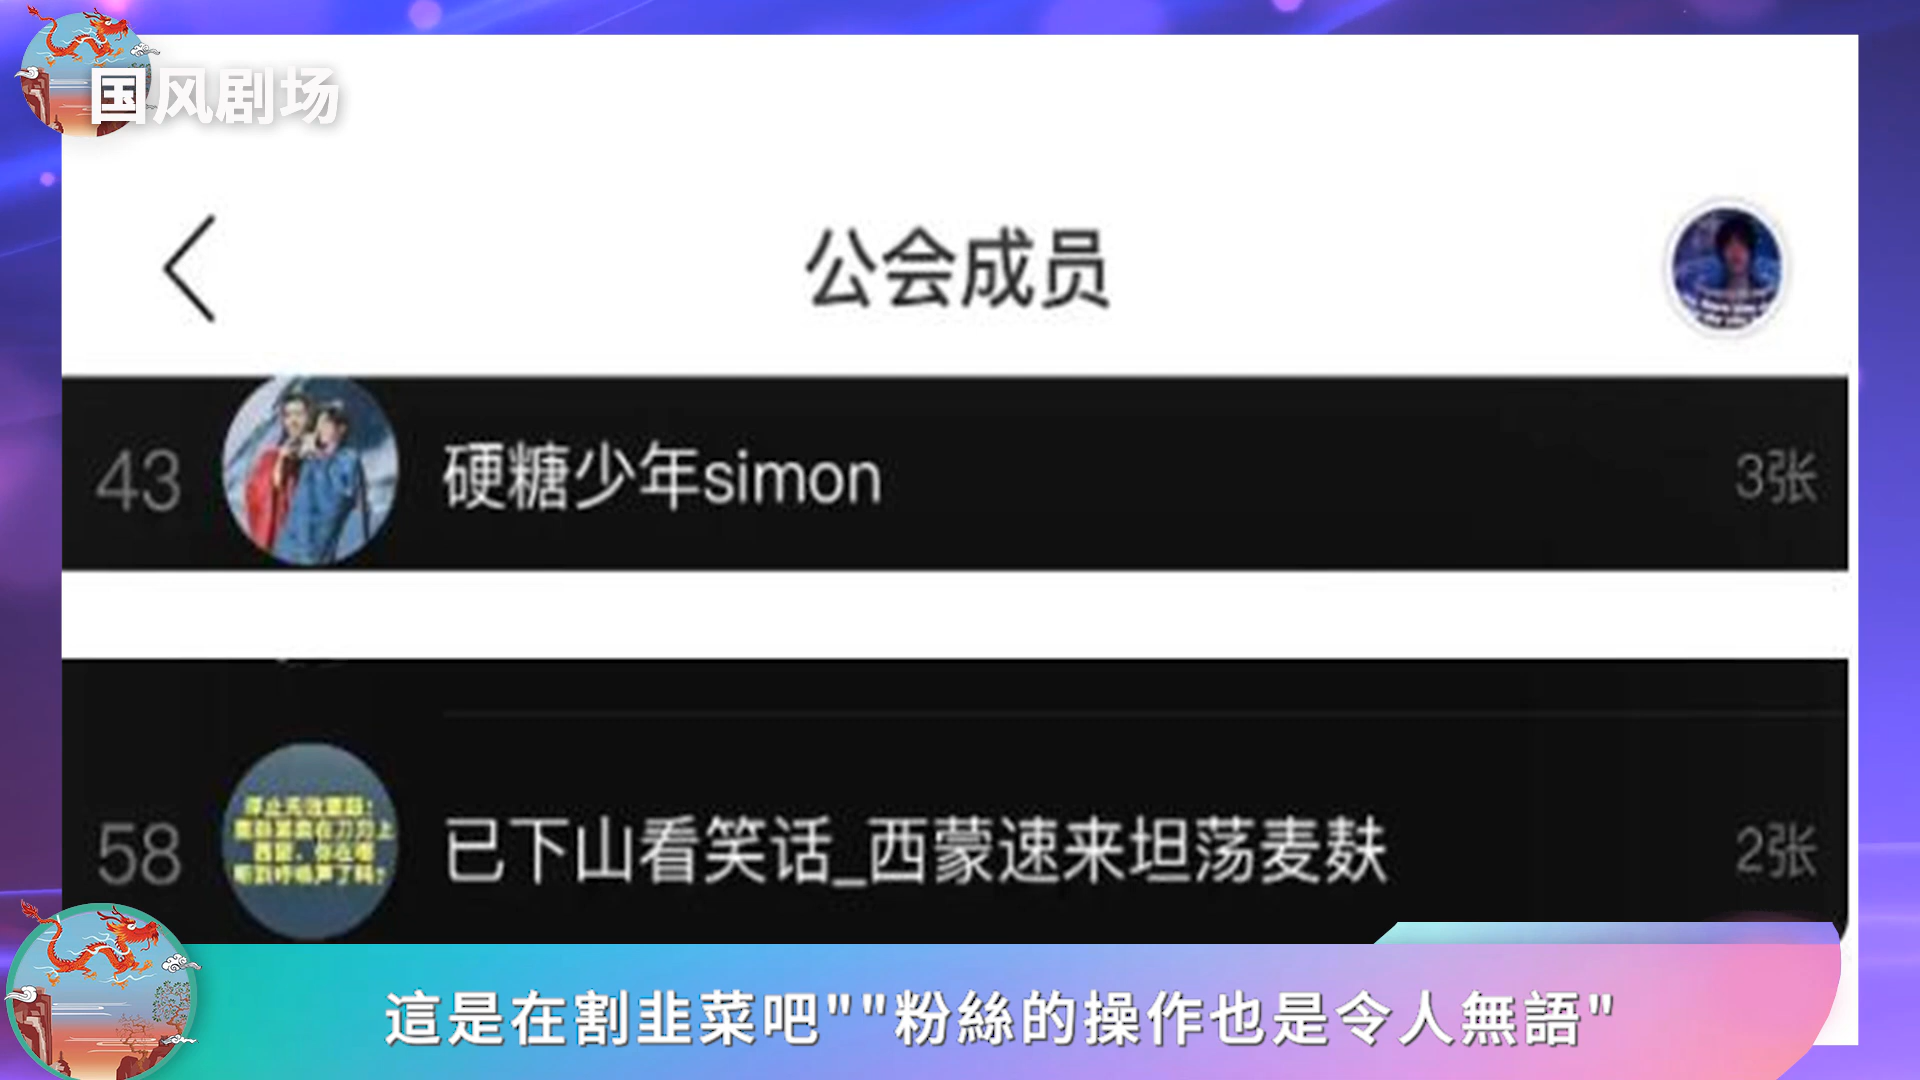 国风剧场
公会成员
43 硬糖少年simon 3张
58 已下山看笑话_西蒙速来坦荡麦麸 2张
這是在割韭菜吧""粉絲的操作也是令人無語"